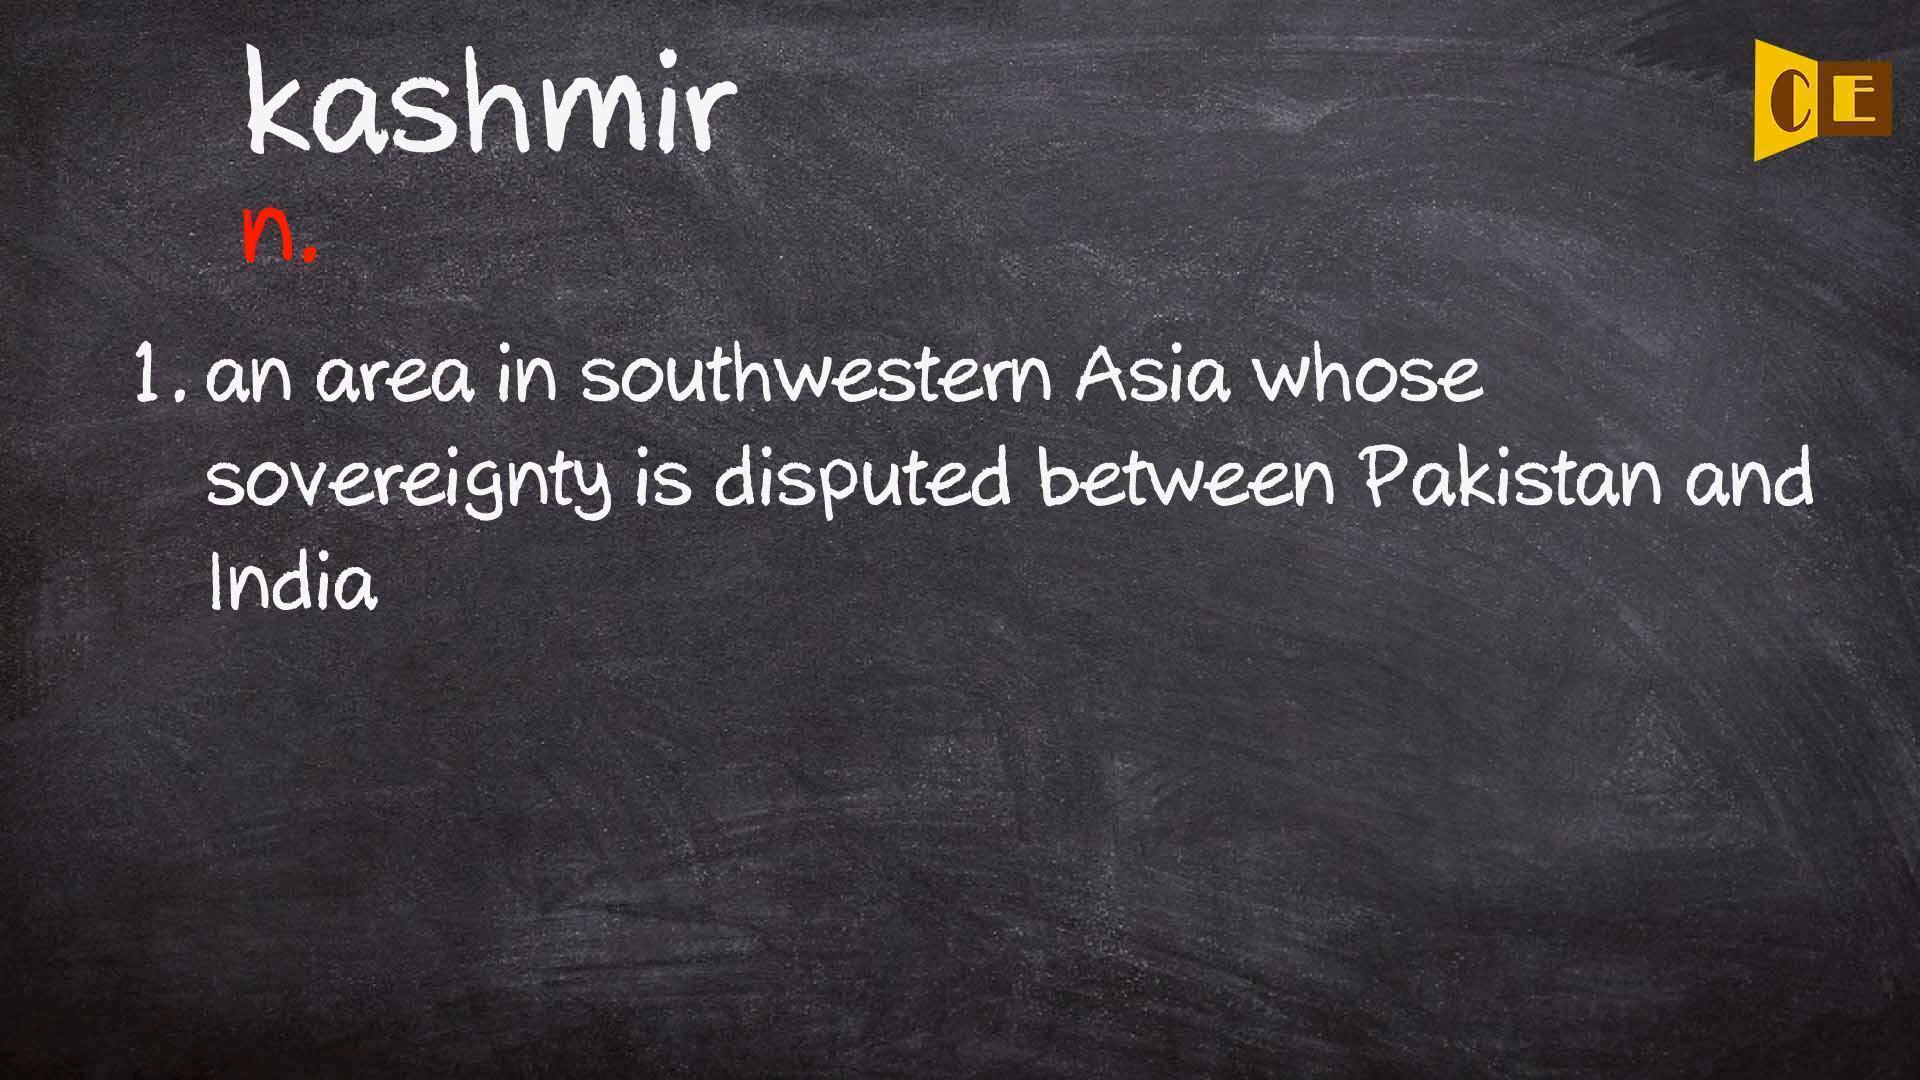 kashmir
CE
n.
1. an area in southwestern Asia whose
sovereignty is disputed between Pakistan and
India